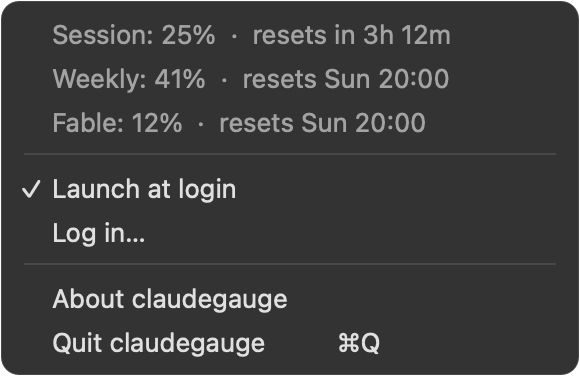 Session: 25% · resets in 3h 12m
Weekly: 41% · resets Sun 20:00
Fable: 12% · resets Sun 20:00
✓ Launch at login
Log in...
About claudegauge
Quit claudegauge ⌘Q